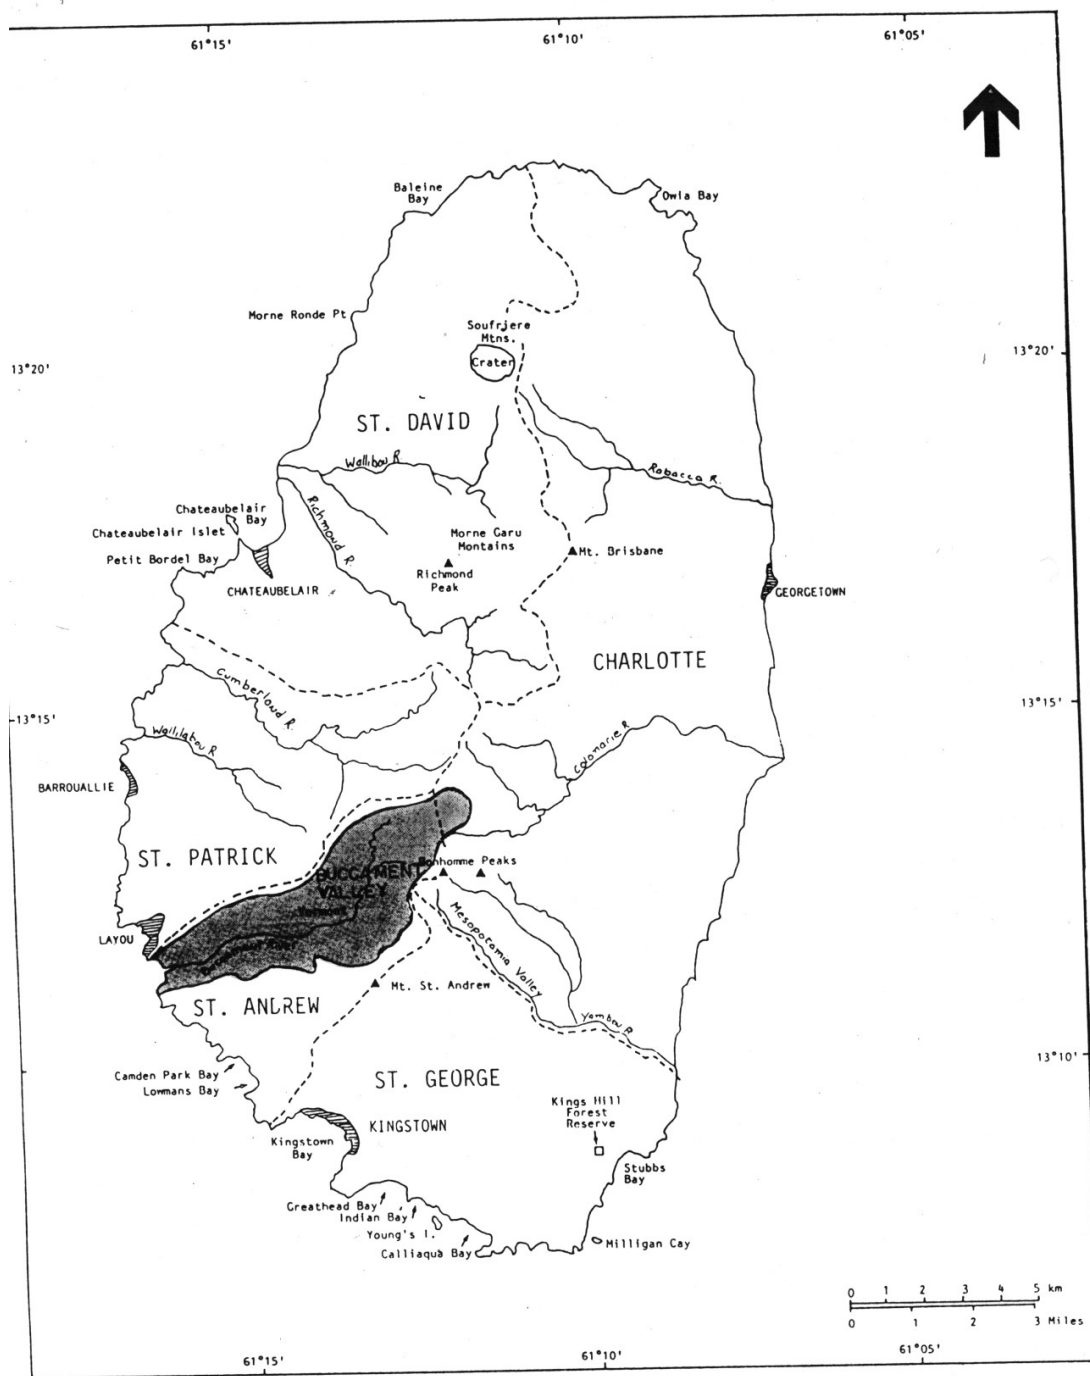 61°15'
61°10'
61°05'
Baleine
Bay
Owia Bay
Morne Ronde Pt
Soufriere
Mtns.
Crater
13°20'
13°20'
ST. DAVID
Wallibou R
Rabacca R.
Richmond R.
Chateaubelair
Bay
Chateaubelair Islet
Petit Bordel Bay
CHATEAUBELAIR
Morne Garu
Montains
Richmond
Peak
Mt. Brisbane
GEORGETOWN
CHARLOTTE
Cumberland R.
13°15'
13°15'
Wallilabou R
Colonarie R
BARROUALLIE
ST. PATRICK
BUCCAMENT
VALLEY
Bonhomme Peaks
Vermont
LAYOU
Buccament River
Mesopotamia Valley
ST. ANDREW
Mt. St. Andrew
Yambou R
13°10'
Camden Park Bay
Lowmans Bay
ST. GEORGE
Kings Hill
Forest
Reserve
Kingstown
Bay
KINGSTOWN
Stubbs
Bay
Greathead Bay
Indian Bay
Young's I.
Calliaqua Bay
Milligan Cay
0 1 2 3 4 5 km
0 1 2 3 Miles
61°15'
61°10'
61°05'